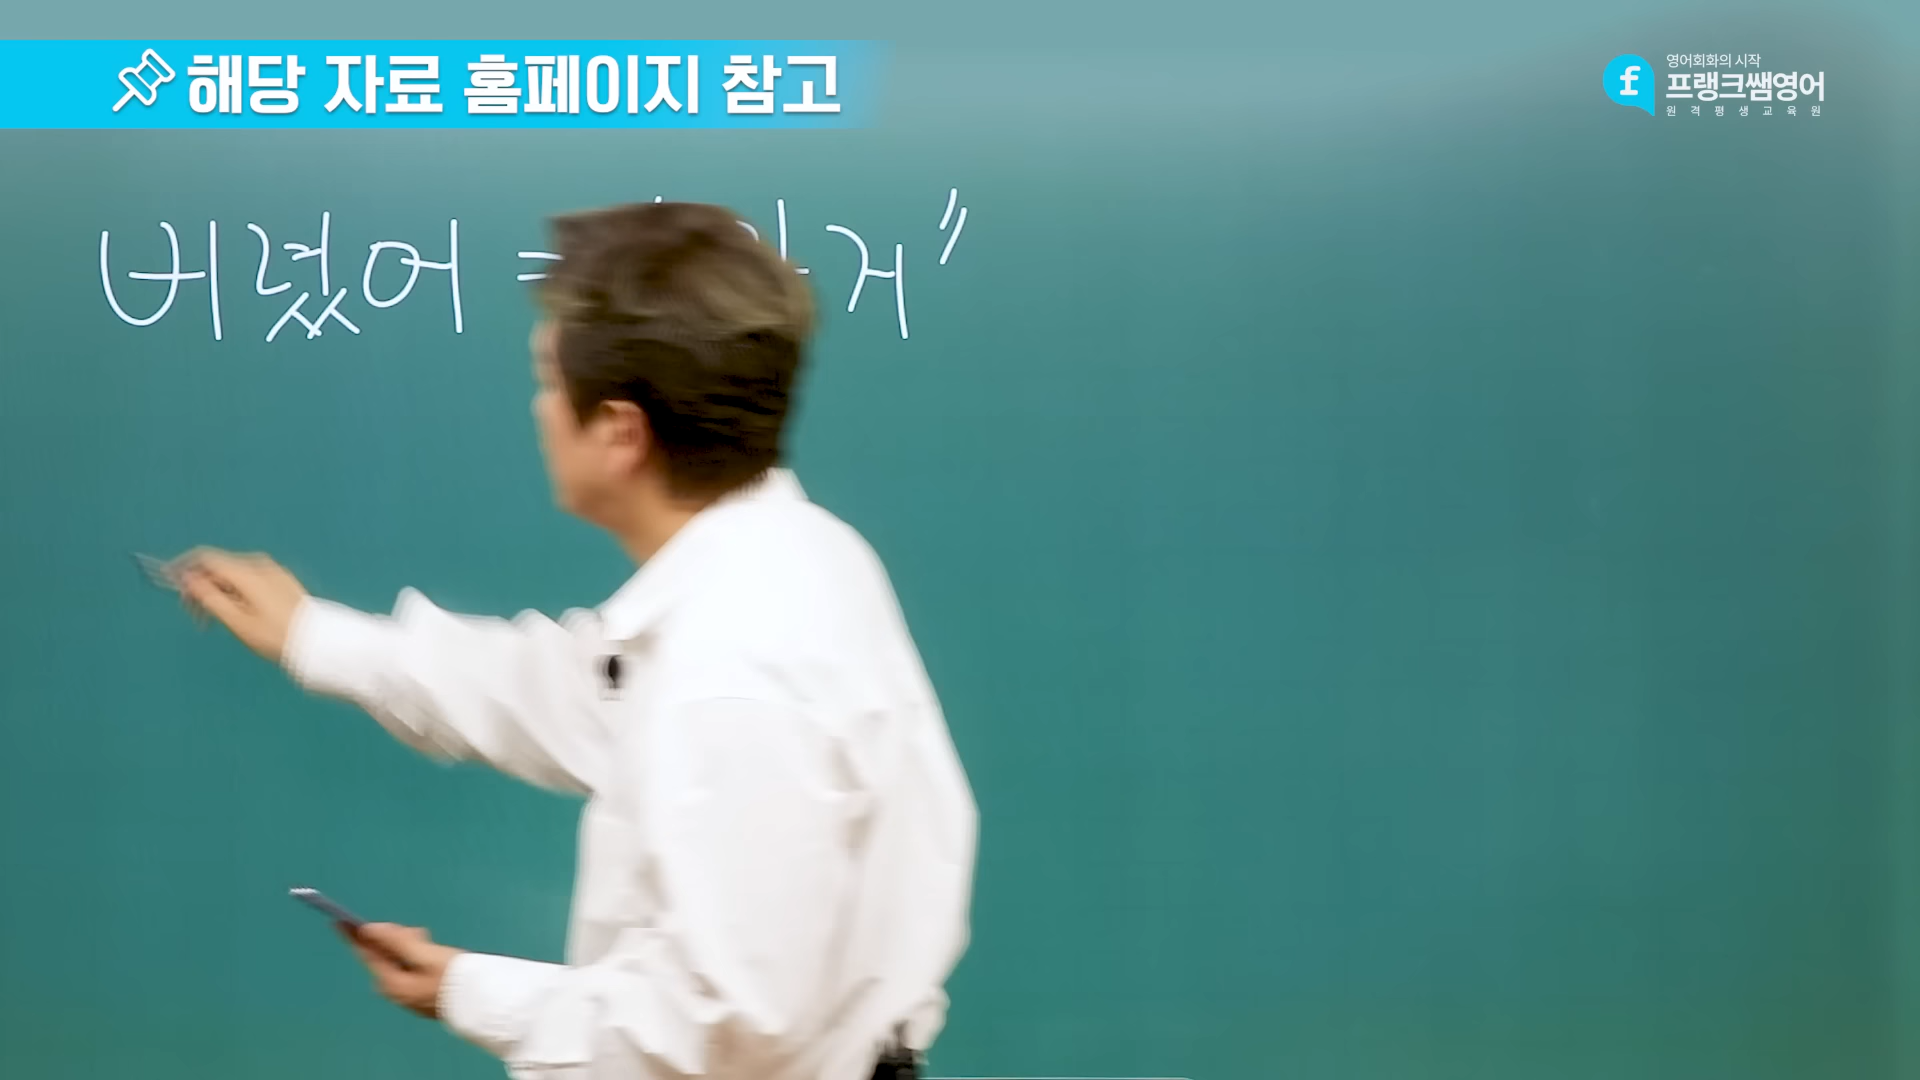 해당 자료 홈페이지 참고
영어회화의 시작
프랭크쌤영어
원격평생교육원
버렸어 =